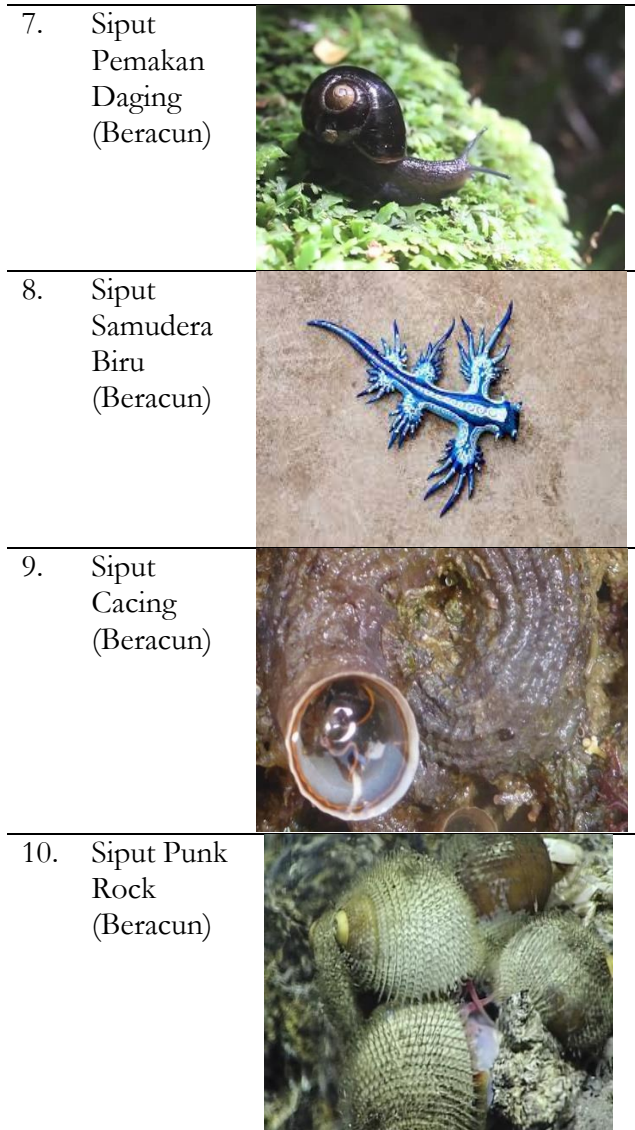 7. Siput
Pemakan
Daging
(Beracun)
8. Siput
Samudera
Biru
(Beracun)
9. Siput
Cacing
(Beracun)
10. Siput Punk
Rock
(Beracun)